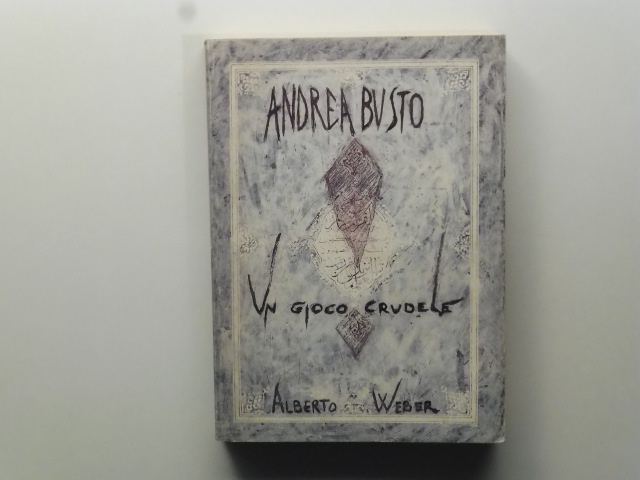 ANDREA BUSTO
UN GIOCO CRUDELE
ALBERTO WEBER